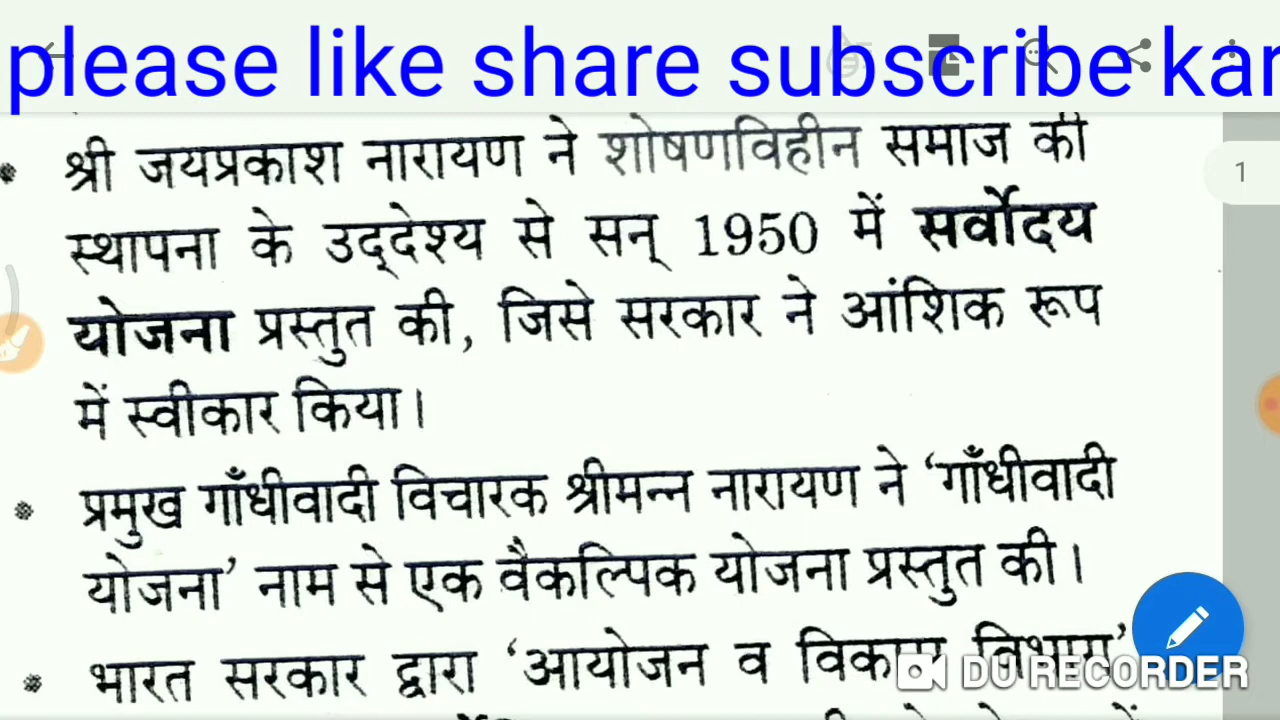 please like share subscribe kar
1
श्री जयप्रकाश नारायण ने शोषणविहीन समाज की
स्थापना के उद्देश्य से सन् 1950 में सर्वोदय
योजना प्रस्तुत की, जिसे सरकार ने आंशिक रूप
में स्वीकार किया।
प्रमुख गाँधीवादी विचारक श्रीमन्न नारायण ने ‘गाँधीवादी
योजना’ नाम से एक वैकल्पिक योजना प्रस्तुत की।
भारत सरकार द्वारा ‘आयोजन व विकास विभाग’
DU RECORDER